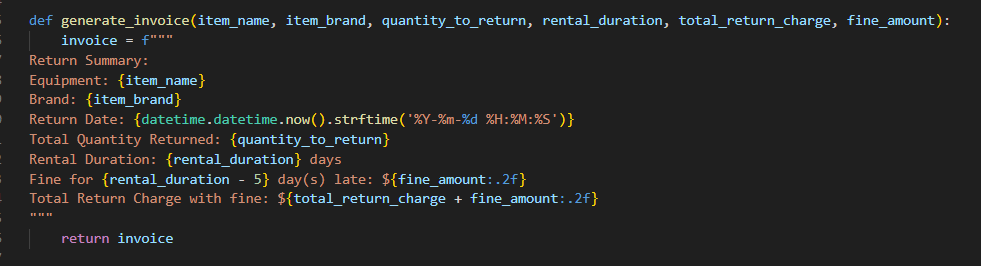 def generate_invoice(item_name, item_brand, quantity_to_return, rental_duration, total_return_charge, fine_amount):
    invoice = f"""
Return Summary:
Equipment: {item_name}
Brand: {item_brand}
Return Date: {datetime.datetime.now().strftime('%Y-%m-%d %H:%M:%S')}
Total Quantity Returned: {quantity_to_return}
Rental Duration: {rental_duration} days
Fine for {rental_duration - 5} day(s) late: ${fine_amount:.2f}
Total Return Charge with fine: ${total_return_charge + fine_amount:.2f}
"""
    return invoice